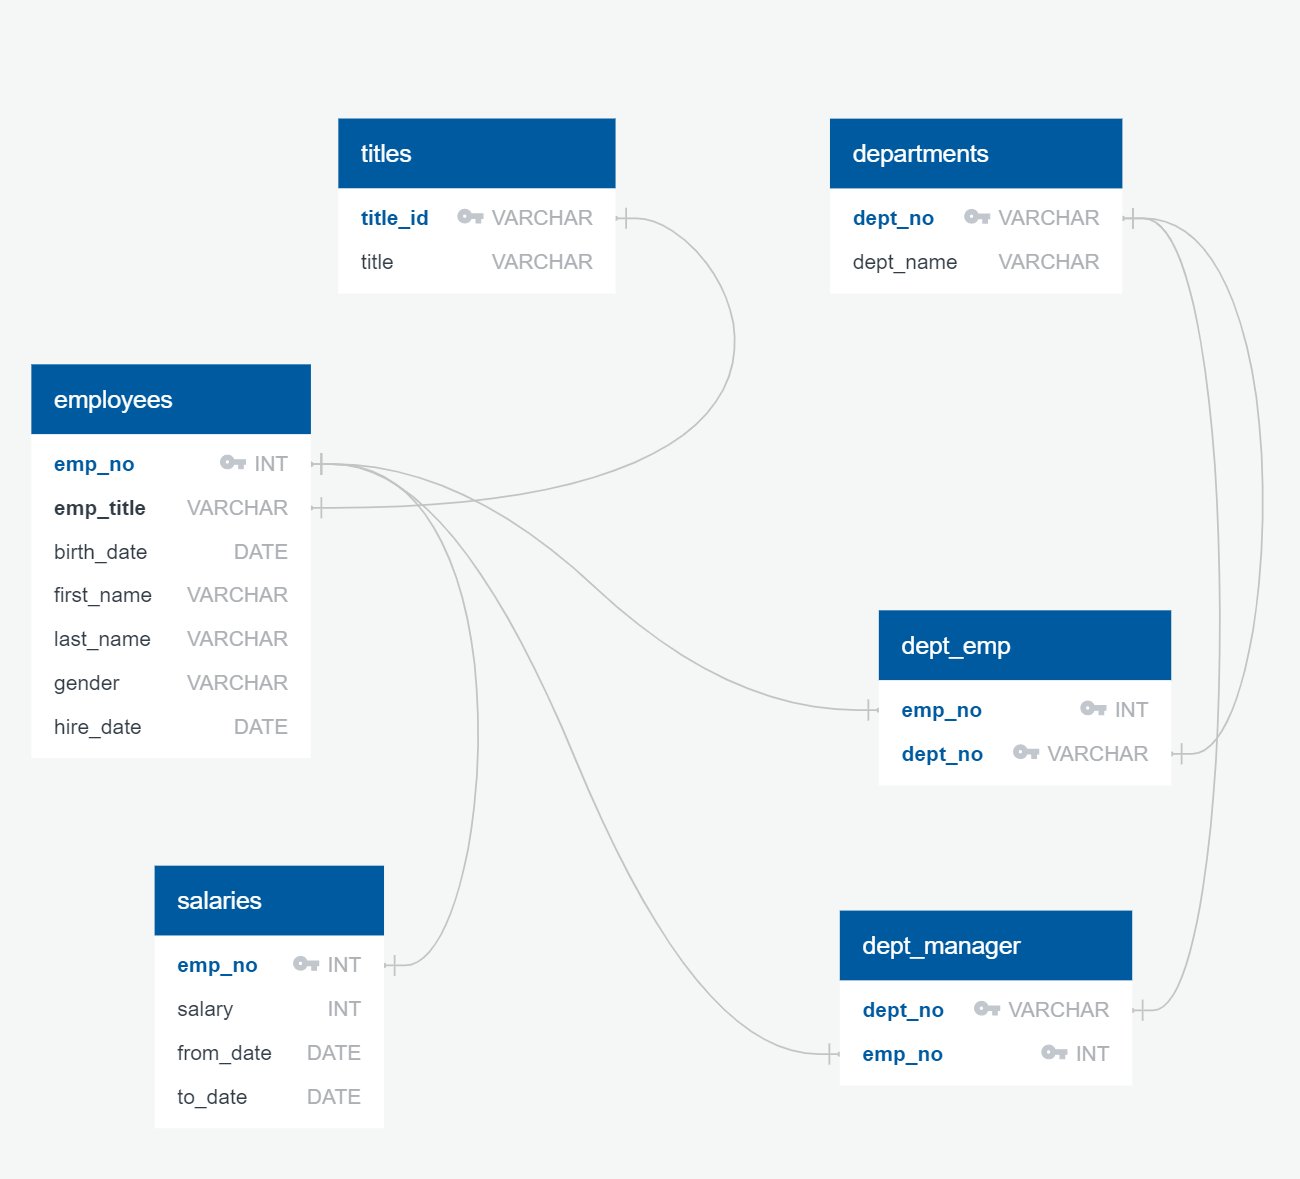 titles
title_id VARCHAR
title VARCHAR
departments
dept_no VARCHAR
dept_name VARCHAR
employees
emp_no INT
emp_title VARCHAR
birth_date DATE
first_name VARCHAR
last_name VARCHAR
gender VARCHAR
hire_date DATE
dept_emp
emp_no INT
dept_no VARCHAR
salaries
emp_no INT
salary INT
from_date DATE
to_date DATE
dept_manager
dept_no VARCHAR
emp_no INT